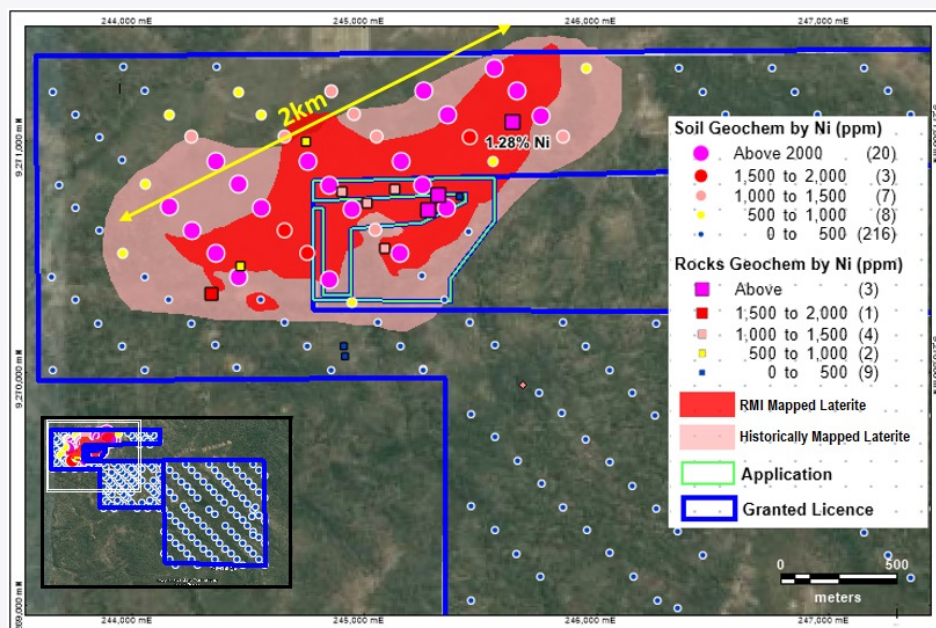 244,000 mE 245,000 mE 246,000 mE 247,000 mE
2km
9,271,000 mN
1.28% Ni
Soil Geochem by Ni (ppm)
Above 2000 (20)
1,500 to 2,000 (3)
1,000 to 1,500 (7)
500 to 1,000 (8)
0 to 500 (216)
Rocks Geochem by Ni (ppm)
Above (3)
1,500 to 2,000 (1)
1,000 to 1,500 (4)
500 to 1,000 (2)
0 to 500 (9)
RMI Mapped Laterite
Historically Mapped Laterite
Application
Granted Licence
9,270,000 mN
0 500
meters
244,000 mE 245,000 mE 246,000 mE 247,000 mE